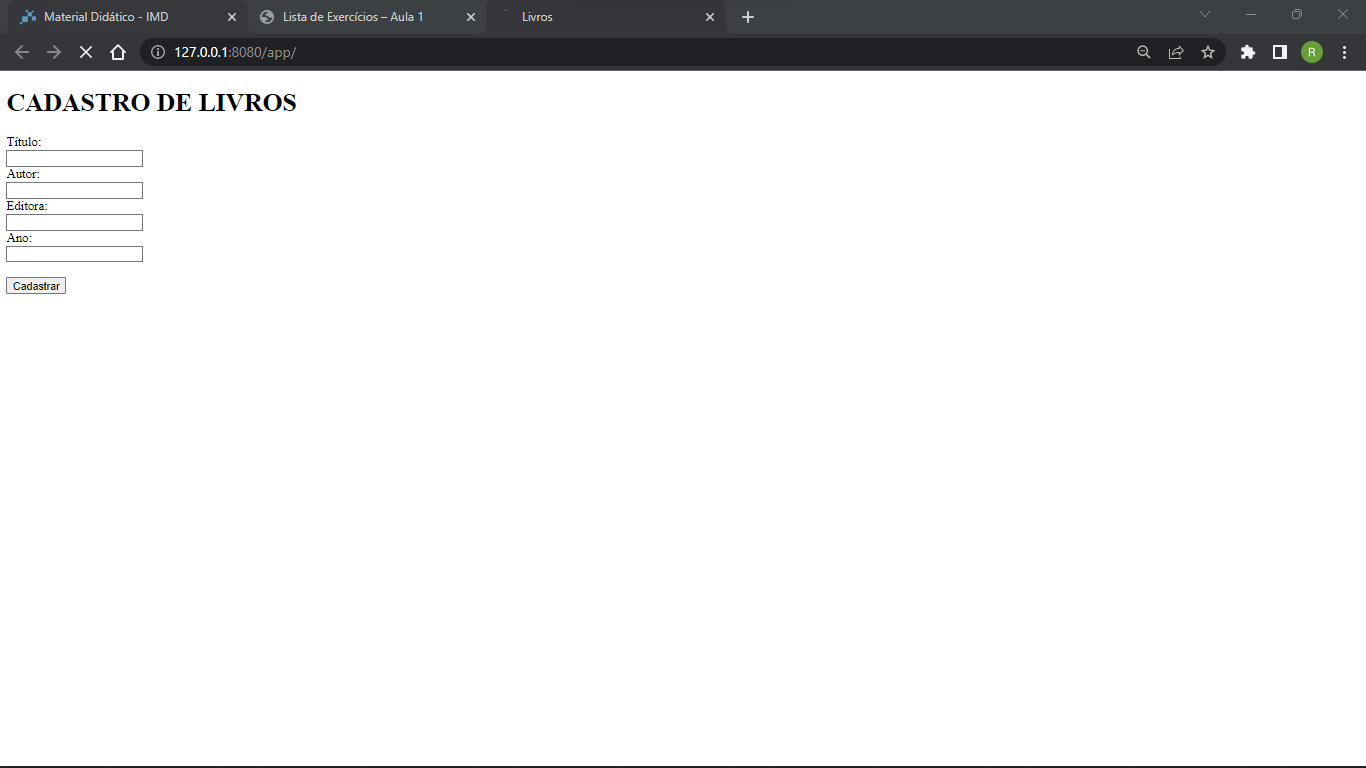 Material Didático - IMD
Lista de Exercícios – Aula 1
Livros
127.0.0.1:8080/app/
R
CADASTRO DE LIVROS
Título:
Autor:
Editora:
Ano:
Cadastrar